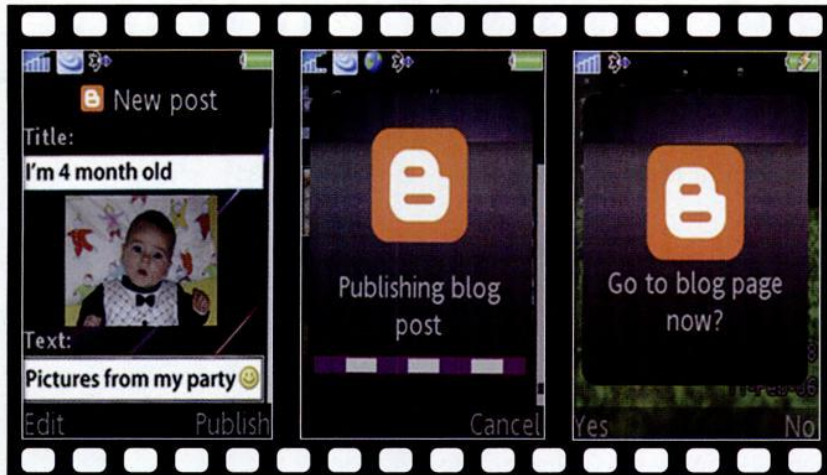 New post
Title:
I'm 4 month old
Text:
Pictures from my party
Edit Publish
Publishing blog
post
Cancel
Go to blog page
now?
Yes No